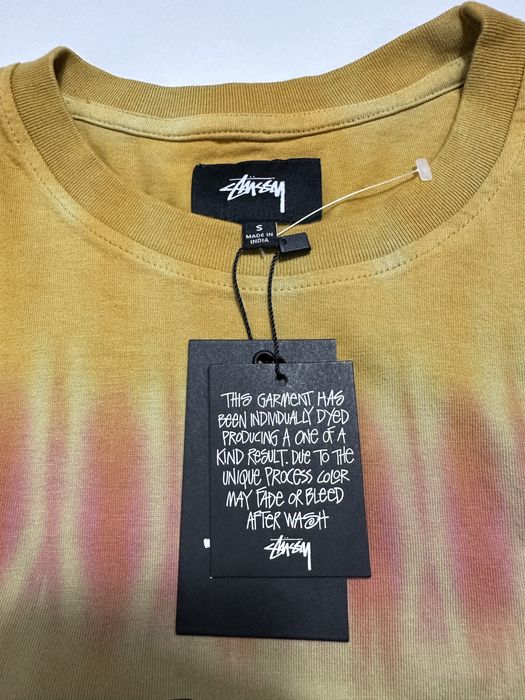 Stüssy
S
MADE IN
INDIA
THIS GARMENT HAS
BEEN INDIVIDUALLY DYED
PRODUCING A ONE OF A
KIND RESULT. DUE TO THE
UNIQUE PROCESS COLOR
MAY FADE OR BLEED
AFTER WASH
Stüssy